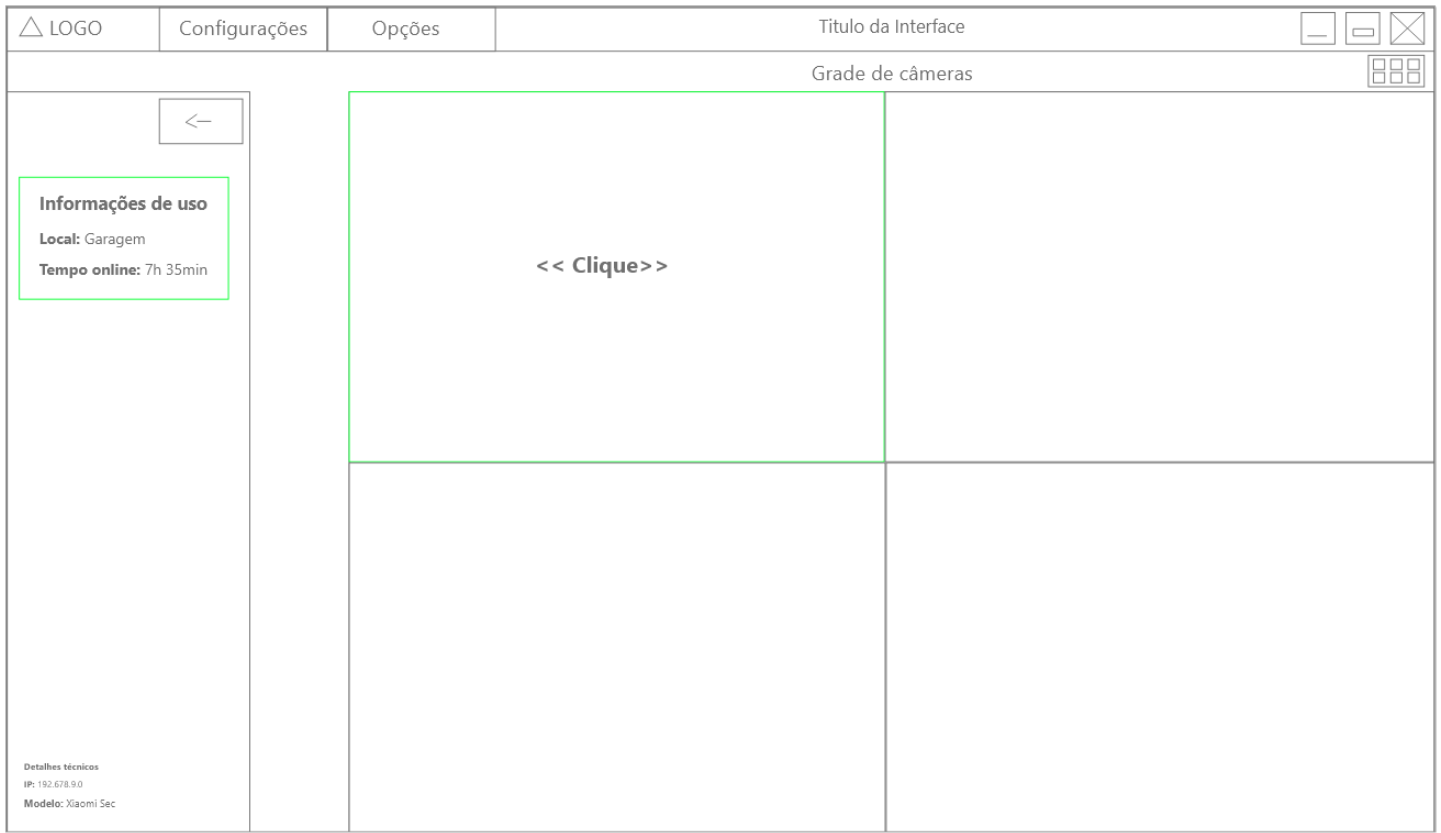 LOGO
Configurações
Opções
Titulo da Interface
Grade de câmeras
<-
Informações de uso
Local: Garagem
Tempo online: 7h 35min
<< Clique>>
Detalhes técnicos
IP: 192.678.9.0
Modelo: Xiaomi Sec